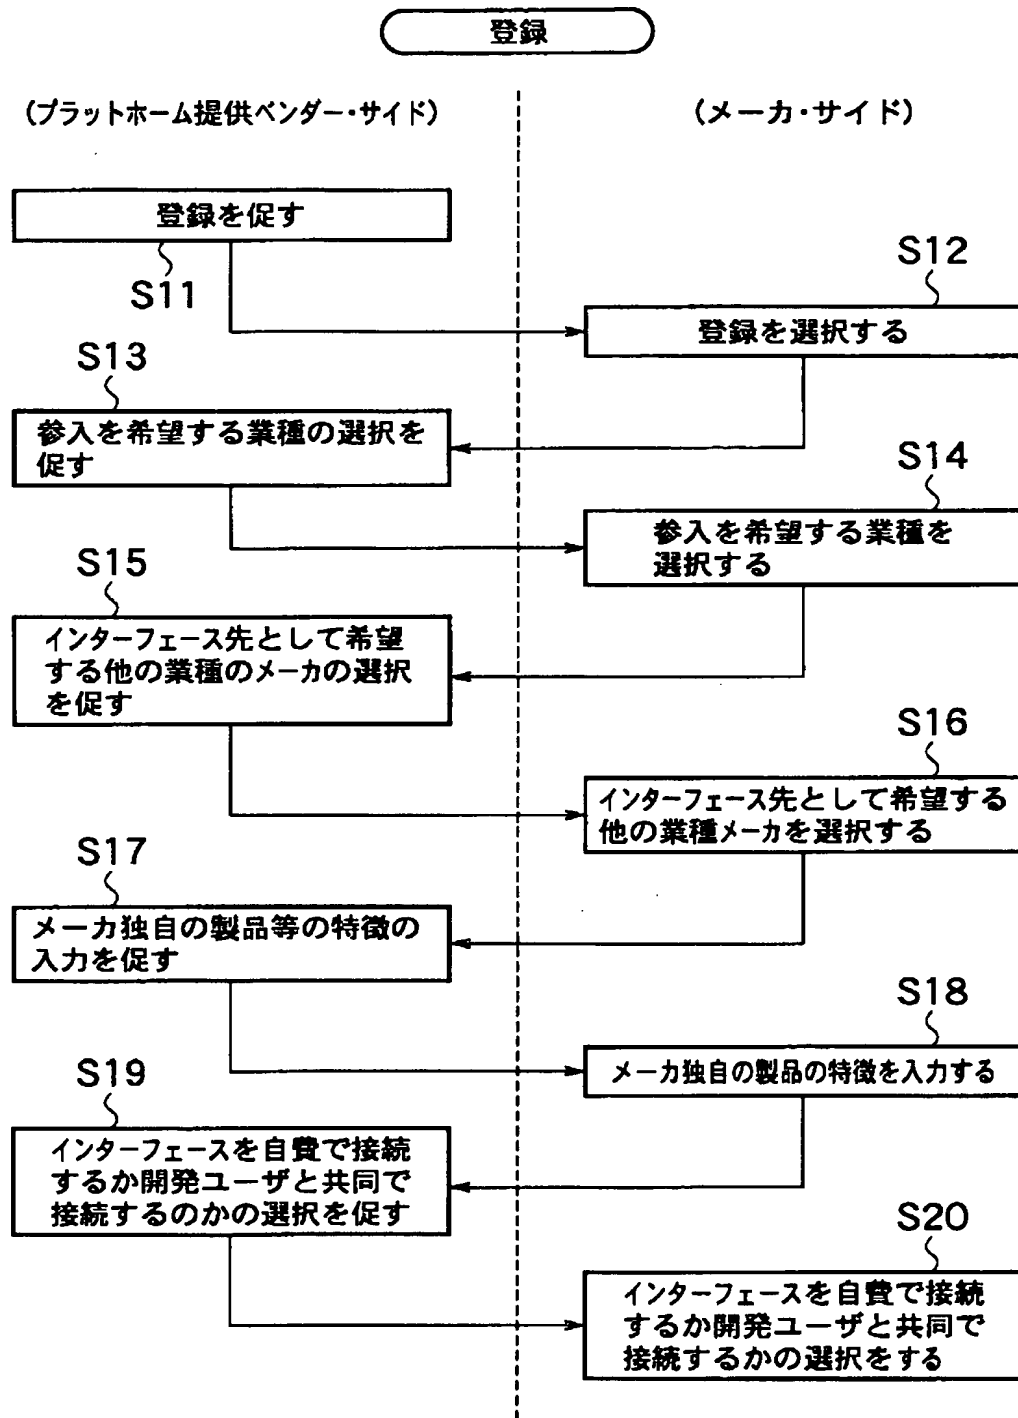 登録
(プラットホーム提供ベンダー・サイド)
(メーカ・サイド)
登録を促す
S11
S12
登録を選択する
S13
参入を希望する業種の選択を
促す
S14
参入を希望する業種を
選択する
S15
インターフェース先として希望
する他の業種のメーカの選択
を促す
S16
インターフェース先として希望する
他の業種メーカを選択する
S17
メーカ独自の製品等の特徴の
入力を促す
S18
メーカ独自の製品の特徴を入力する
S19
インターフェースを自費で接続
するか開発ユーザと共同で
接続するのかの選択を促す
S20
インターフェースを自費で接続
するか開発ユーザと共同で
接続するかの選択をする